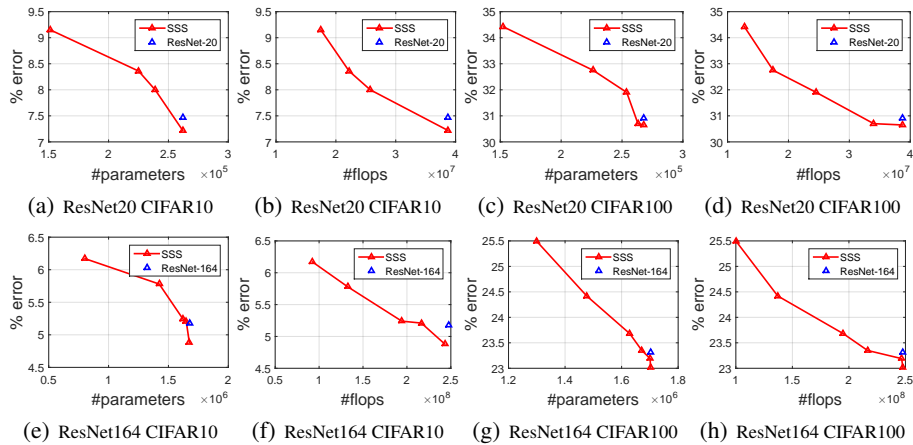 9.5
9
8.5
8
7.5
7
% error
SSS
ResNet-20
1.5 2 2.5 3
#parameters ×10^5
(a) ResNet20 CIFAR10
9.5
9
8.5
8
7.5
7
% error
SSS
ResNet-20
1 2 3 4
#flops ×10^7
(b) ResNet20 CIFAR10
35
34
33
32
31
30
% error
SSS
ResNet-20
1.5 2 2.5 3
#parameters ×10^5
(c) ResNet20 CIFAR100
35
34
33
32
31
30
% error
SSS
ResNet-20
1 2 3 4
#flops ×10^7
(d) ResNet20 CIFAR100
6.5
6
5.5
5
4.5
% error
SSS
ResNet-164
0.5 1 1.5 2
#parameters ×10^6
(e) ResNet164 CIFAR10
6.5
6
5.5
5
4.5
% error
SSS
ResNet-164
0.5 1 1.5 2 2.5
#flops ×10^8
(f) ResNet164 CIFAR10
25.5
25
24.5
24
23.5
23
% error
SSS
ResNet-164
1.2 1.4 1.6 1.8
#parameters ×10^6
(g) ResNet164 CIFAR100
25.5
25
24.5
24
23.5
23
% error
SSS
ResNet-164
1 1.5 2 2.5
#flops ×10^8
(h) ResNet164 CIFAR100